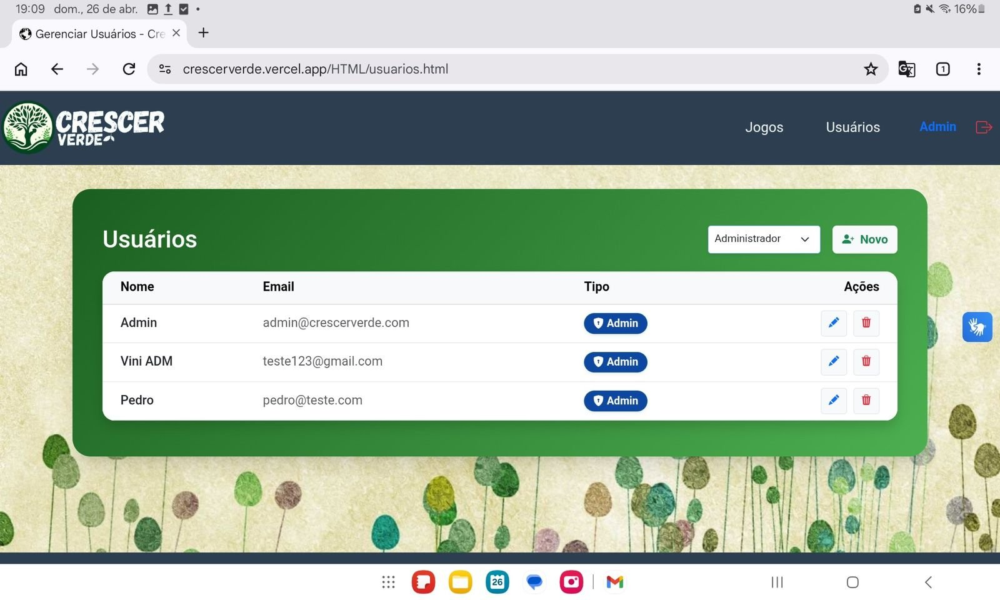 19:09 dom., 26 de abr.
16%
Gerenciar Usuários - Cre
crescerverde.vercel.app/HTML/usuarios.html
1
CRESCER
VERDE
Jogos Usuários Admin
Usuários
Administrador
Novo
Nome Email Tipo Ações
Admin admin@crescerverde.com Admin
Vini ADM teste123@gmail.com Admin
Pedro pedro@teste.com Admin
26